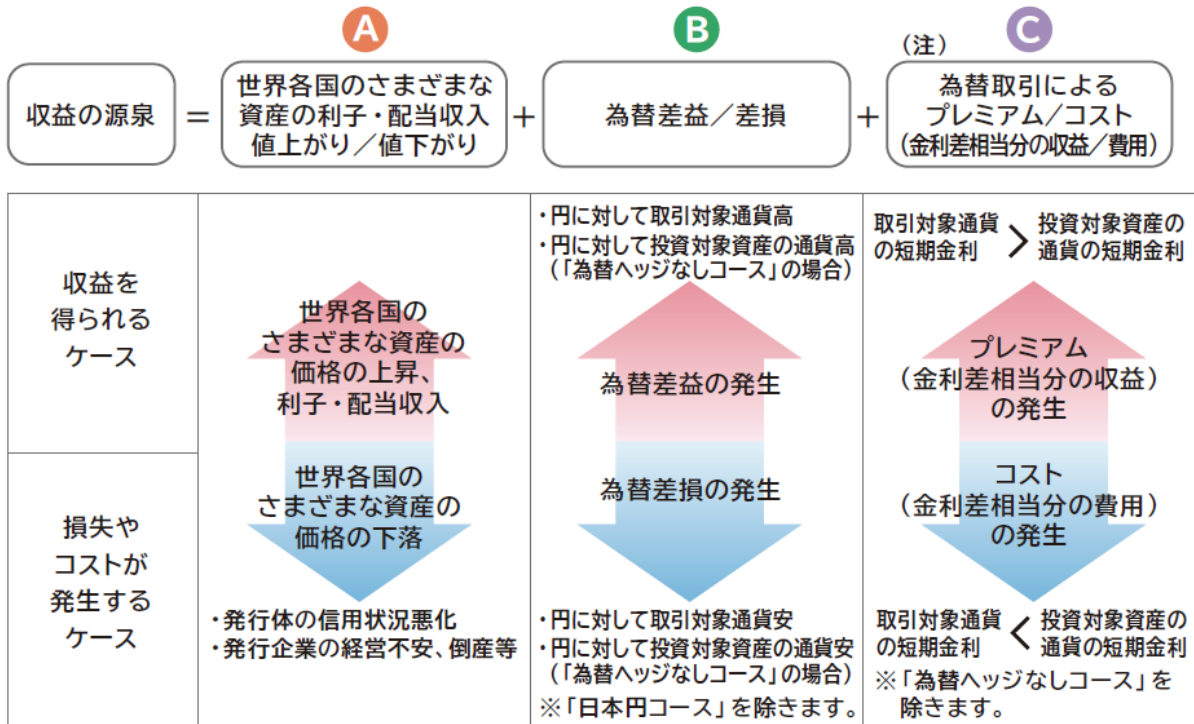 A
B
C
(注)
収益の源泉
=
世界各国のさまざまな
資産の利子・配当収入
値上がり／値下がり
+
為替差益／差損
+
為替取引による
プレミアム／コスト
(金利差相当分の収益／費用)
収益を
得られる
ケース
世界各国の
さまざまな資産の
価格の上昇、
利子・配当収入
・円に対して取引対象通貨高
・円に対して投資対象資産の通貨高
(「為替ヘッジなしコース」の場合)
為替差益の発生
取引対象通貨
の短期金利
>
投資対象資産の
通貨の短期金利
プレミアム
(金利差相当分の収益)
の発生
損失や
コストが
発生する
ケース
世界各国の
さまざまな資産の
価格の下落
・発行体の信用状況悪化
・発行企業の経営不安、倒産等
為替差損の発生
・円に対して取引対象通貨安
・円に対して投資対象資産の通貨安
(「為替ヘッジなしコース」の場合)
※「日本円コース」を除きます。
コスト
(金利差相当分の費用)
の発生
取引対象通貨
の短期金利
<
投資対象資産の
通貨の短期金利
※「為替ヘッジなしコース」を
除きます。